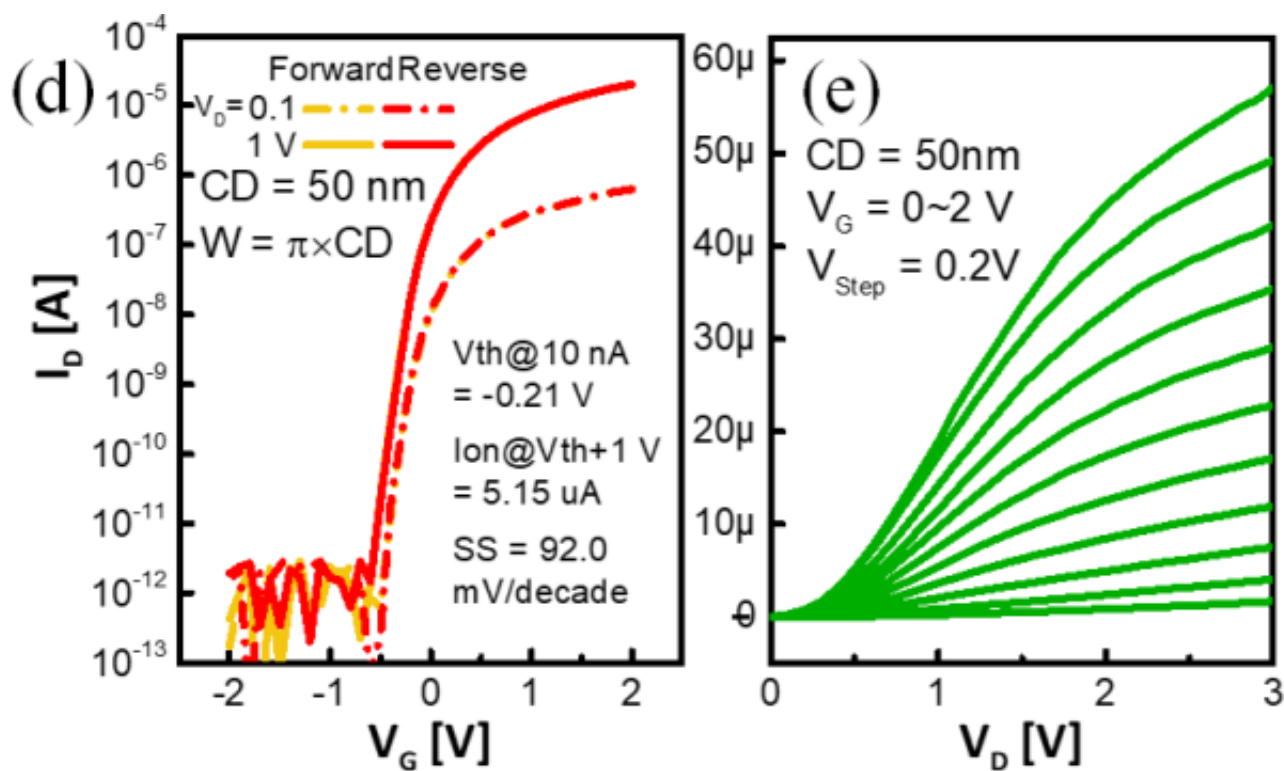 (d)
10⁻⁴
10⁻⁵
10⁻⁶
10⁻⁷
10⁻⁸
10⁻⁹
10⁻¹⁰
10⁻¹¹
10⁻¹²
10⁻¹³
I_D [A]
Forward Reverse
V_D= 0.1
1 V
CD = 50 nm
W = π×CD
Vth@10 nA
= -0.21 V
Ion@Vth+1 V
= 5.15 uA
SS = 92.0
mV/decade
-2 -1 0 1 2
V_G [V]
(e)
60µ
50µ
40µ
30µ
20µ
10µ
0
CD = 50nm
V_G = 0~2 V
V_Step = 0.2V
0 1 2 3
V_D [V]